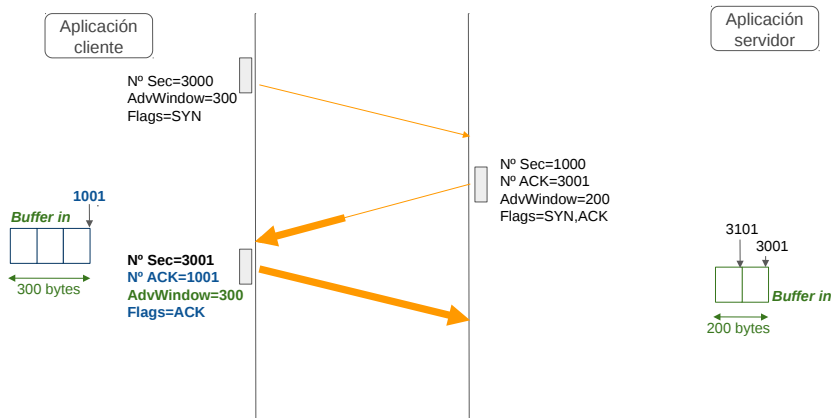 Aplicación
cliente
Aplicación
servidor
Nº Sec=3000
AdvWindow=300
Flags=SYN
Nº Sec=1000
Nº ACK=3001
AdvWindow=200
Flags=SYN,ACK
1001
Buffer in
300 bytes
Nº Sec=3001
Nº ACK=1001
AdvWindow=300
Flags=ACK
3101
3001
Buffer in
200 bytes